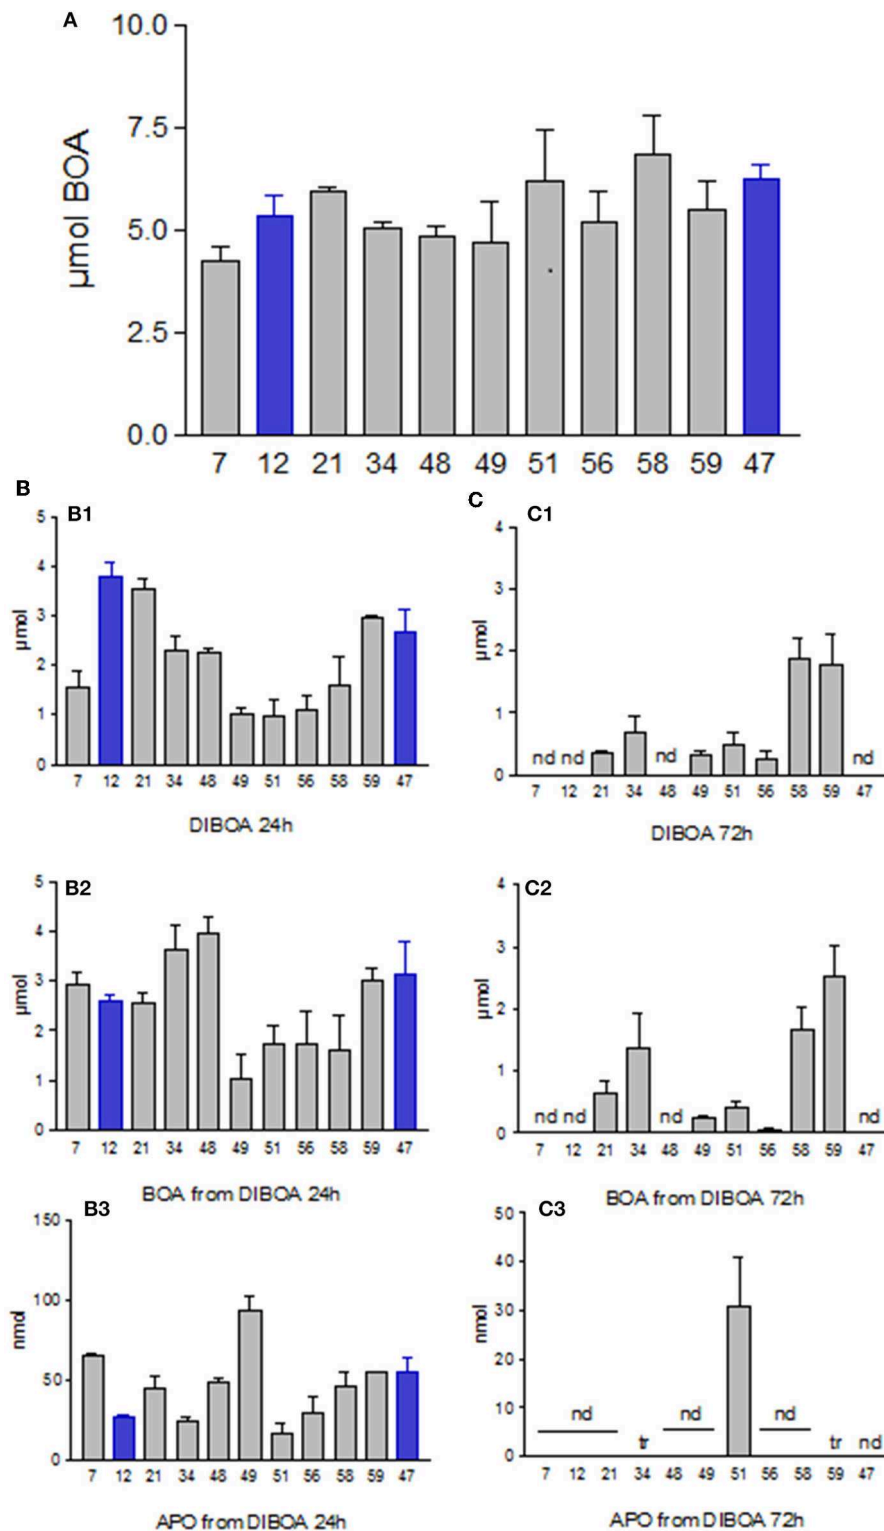 A
10.0
7.5
5.0
2.5
0.0
µmol BOA
7 12 21 34 48 49 51 56 58 59 47
B
B1
5
4
3
2
1
0
µmol
7 12 21 34 48 49 51 56 58 59 47
DIBOA 24h
C
C1
4
3
2
1
0
µmol
nd nd nd nd
7 12 21 34 48 49 51 56 58 59 47
DIBOA 72h
B2
5
4
3
2
1
0
µmol
7 12 21 34 48 49 51 56 58 59 47
BOA from DIBOA 24h
C2
4
3
2
1
0
µmol
nd nd nd nd
7 12 21 34 48 49 51 56 58 59 47
BOA from DIBOA 72h
B3
150
100
50
0
nmol
7 12 21 34 48 49 51 56 58 59 47
APO from DIBOA 24h
C3
50
40
30
20
10
0
nmol
nd tr nd nd tr nd
7 12 21 34 48 49 51 56 58 59 47
APO from DIBOA 72h